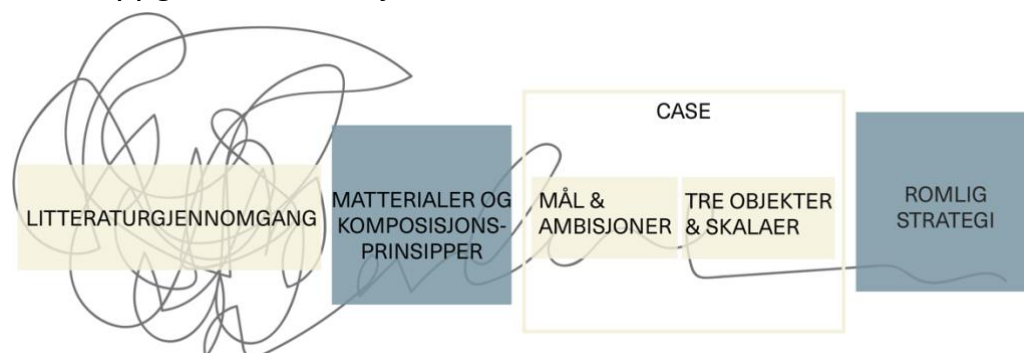 LITTERATURGJENNOMGANG
MATTERIALER OG
KOMPOSISJONS-
PRINSIPPER
CASE
MÅL &
AMBISJONER
TRE OBJEKTER
& SKALAER
ROMLIG
STRATEGI